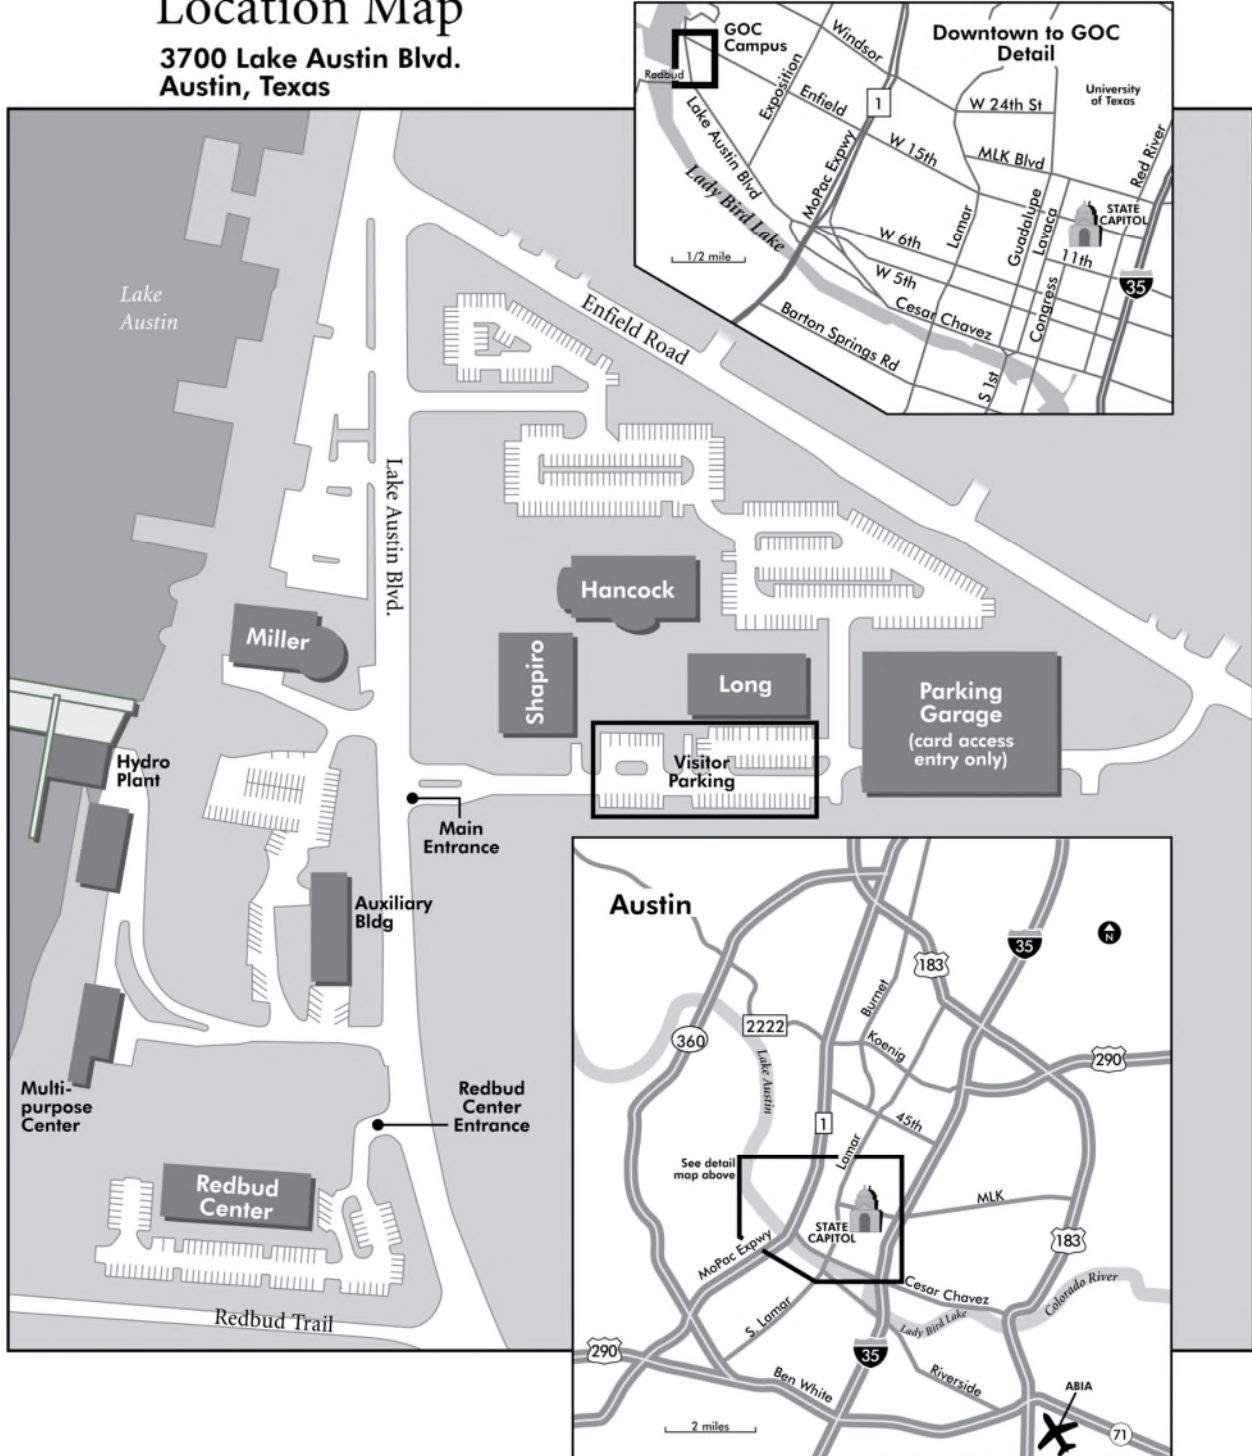 Location Map
3700 Lake Austin Blvd.
Austin, Texas
GOC
Campus
Downtown to GOC
Detail
Redbud
Windsor
Exposition
Enfield
1
W 24th St
University
of Texas
Lake Austin Blvd
MoPac Expwy
W 15th
MLK Blvd
Red River
Lady Bird Lake
Lamar
Guadalupe
Lavaca
STATE
CAPITOL
1/2 mile
W 6th
11th
W 5th
35
Cesar Chavez
Congress
Barton Springs Rd
S 1st
Lake
Austin
Enfield Road
Lake Austin Blvd.
Hancock
Miller
Shapiro
Long
Parking
Garage
(card access
entry only)
Hydro
Plant
Visitor
Parking
Main
Entrance
Auxiliary
Bldg
Multi-
purpose
Center
Redbud
Center
Entrance
Redbud
Center
Redbud Trail
Austin
35
N
183
Burnet
2222
360
Koenig
290
Lake Austin
1
45th
Lamar
See detail
map above
MLK
STATE
CAPITOL
183
MoPac Expwy
Cesar Chavez
Colorado River
S. Lamar
Lady Bird Lake
290
35
Ben White
Riverside
ABIA
2 miles
71